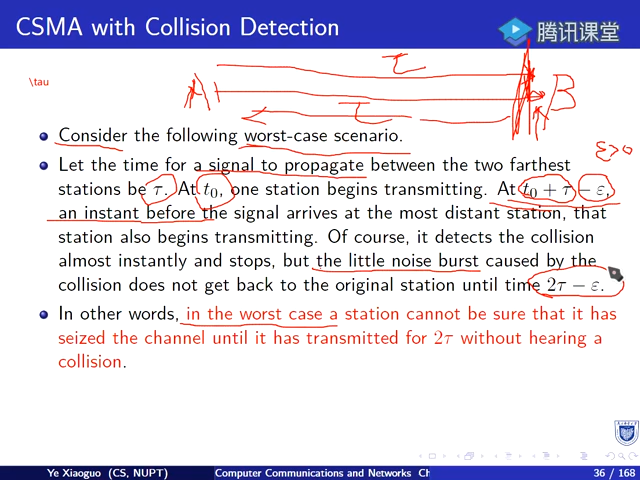 CSMA with Collision Detection
腾讯课堂
\tau
τ
A
B
τ
ε>0
Consider the following worst-case scenario.
Let the time for a signal to propagate between the two farthest
stations be τ. At t₀, one station begins transmitting. At t₀ + τ − ε,
an instant before the signal arrives at the most distant station, that
station also begins transmitting. Of course, it detects the collision
almost instantly and stops, but the little noise burst caused by the
collision does not get back to the original station until time 2τ − ε.
In other words, in the worst case a station cannot be sure that it has
seized the channel until it has transmitted for 2τ without hearing a
collision.
Ye Xiaoguo (CS, NUPT) Computer Communications and Networks Ch 36 / 168